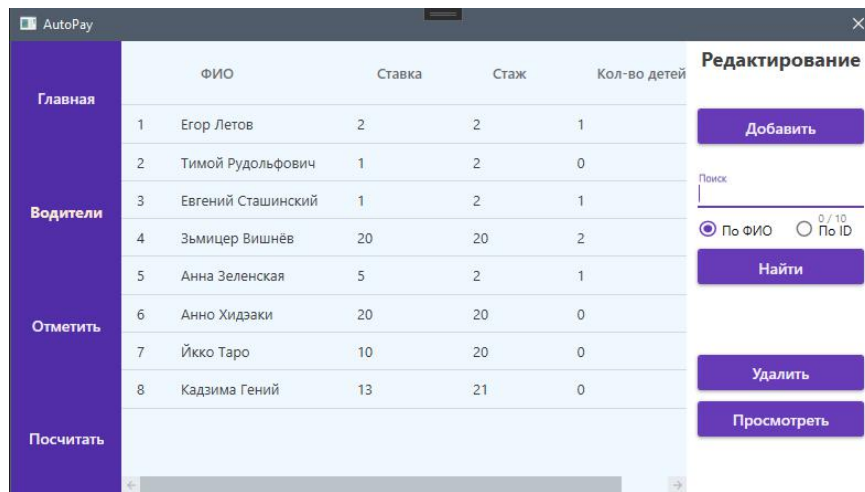 AutoPay
Главная
Водители
Отметить
Посчитать
ФИО Ставка Стаж Кол-во детей
1 Егор Летов 2 2 1
2 Тимой Рудольфович 1 2 0
3 Евгений Сташинский 1 2 1
4 Зьмицер Вишнёв 20 20 2
5 Анна Зеленская 5 2 1
6 Анно Хидэаки 20 20 0
7 Йкко Таро 10 20 0
8 Кадзима Гений 13 21 0
Редактирование
Добавить
Поиск
0 / 10
По ФИО По ID
Найти
Удалить
Просмотреть